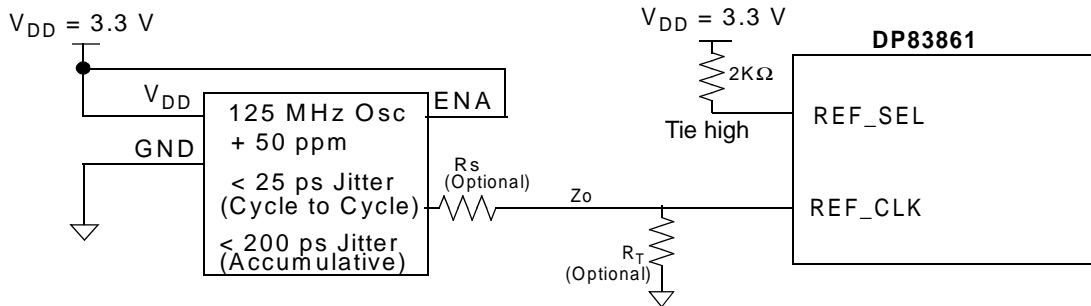 V_DD = 3.3 V
V_DD = 3.3 V
DP83861
2KΩ
V_DD
ENA
125 MHz Osc
REF_SEL
Tie high
+ 50 ppm
GND
Rs
(Optional)
< 25 ps Jitter
(Cycle to Cycle)
Zo
REF_CLK
< 200 ps Jitter
(Accumulative)
R_T
(Optional)